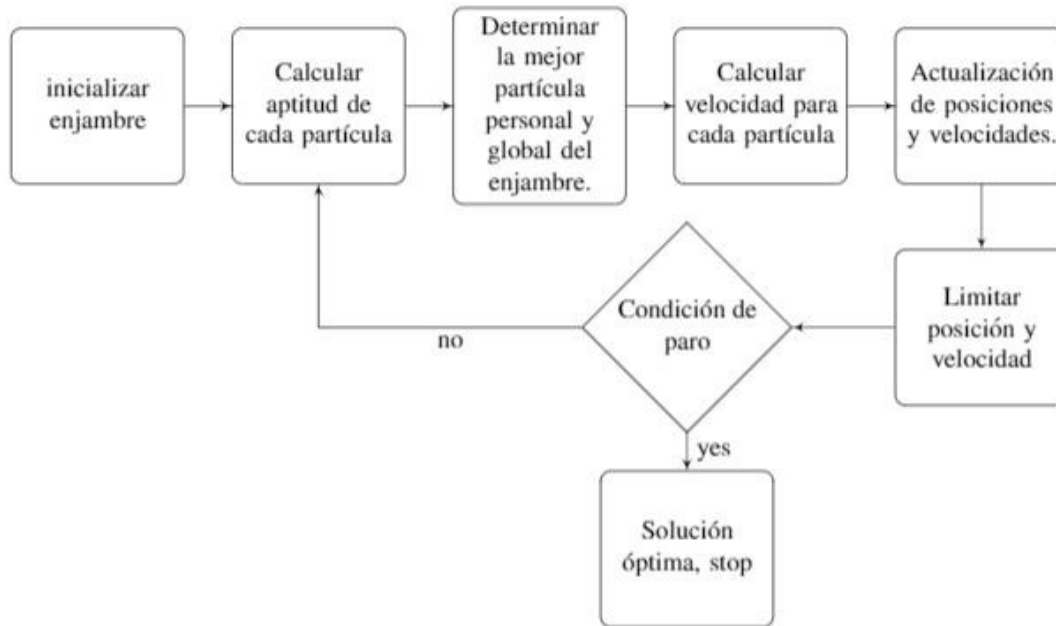 inicializar
enjambre
Calcular
aptitud de
cada partícula
Determinar
la mejor
partícula
personal y
global del
enjambre.
Calcular
velocidad para
cada partícula
Actualización
de posiciones
y velocidades.
Limitar
posición y
velocidad
Condición de
paro
no
yes
Solución
óptima, stop